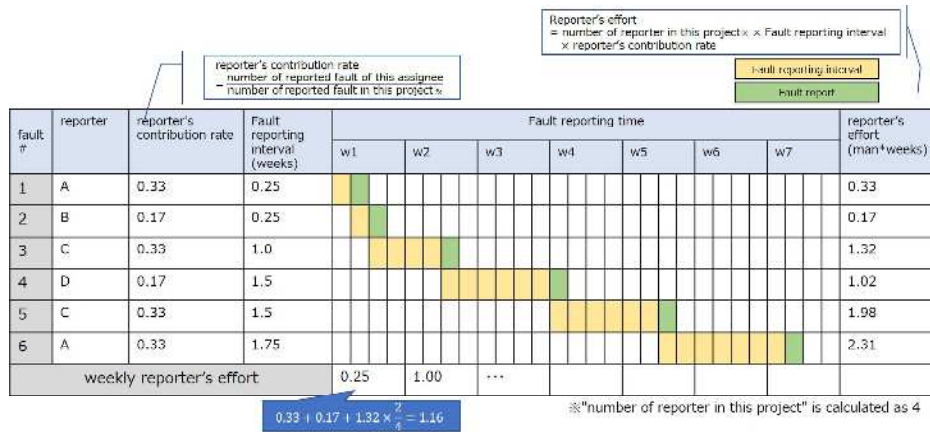 Reporter's effort
= number of reporter in this project※ × Fault reporting interval
× reporter's contribution rate
reporter's contribution rate
= number of reported fault of this assignee
number of reported fault in this project※
Fault reporting interval
Fault report
fault # reporter reporter's contribution rate Fault reporting interval (weeks) Fault reporting time reporter's effort (man*weeks)
w1 w2 w3 w4 w5 w6 w7
1 A 0.33 0.25 0.33
2 B 0.17 0.25 0.17
3 C 0.33 1.0 1.32
4 D 0.17 1.5 1.02
5 C 0.33 1.5 1.98
6 A 0.33 1.75 2.31
weekly reporter's effort 0.25 1.00 ...
0.33 + 0.17 + 1.32 × 2/4 = 1.16
※"number of reporter in this project" is calculated as 4